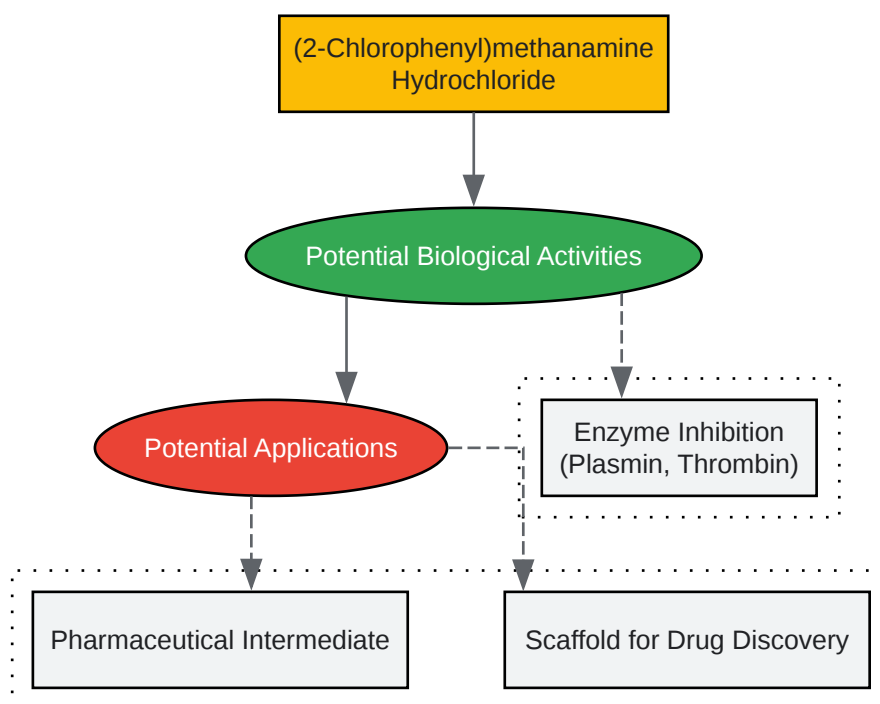 (2-Chlorophenyl)methanamine
Hydrochloride
Potential Biological Activities
Enzyme Inhibition
(Plasmin, Thrombin)
Potential Applications
Pharmaceutical Intermediate
Scaffold for Drug Discovery